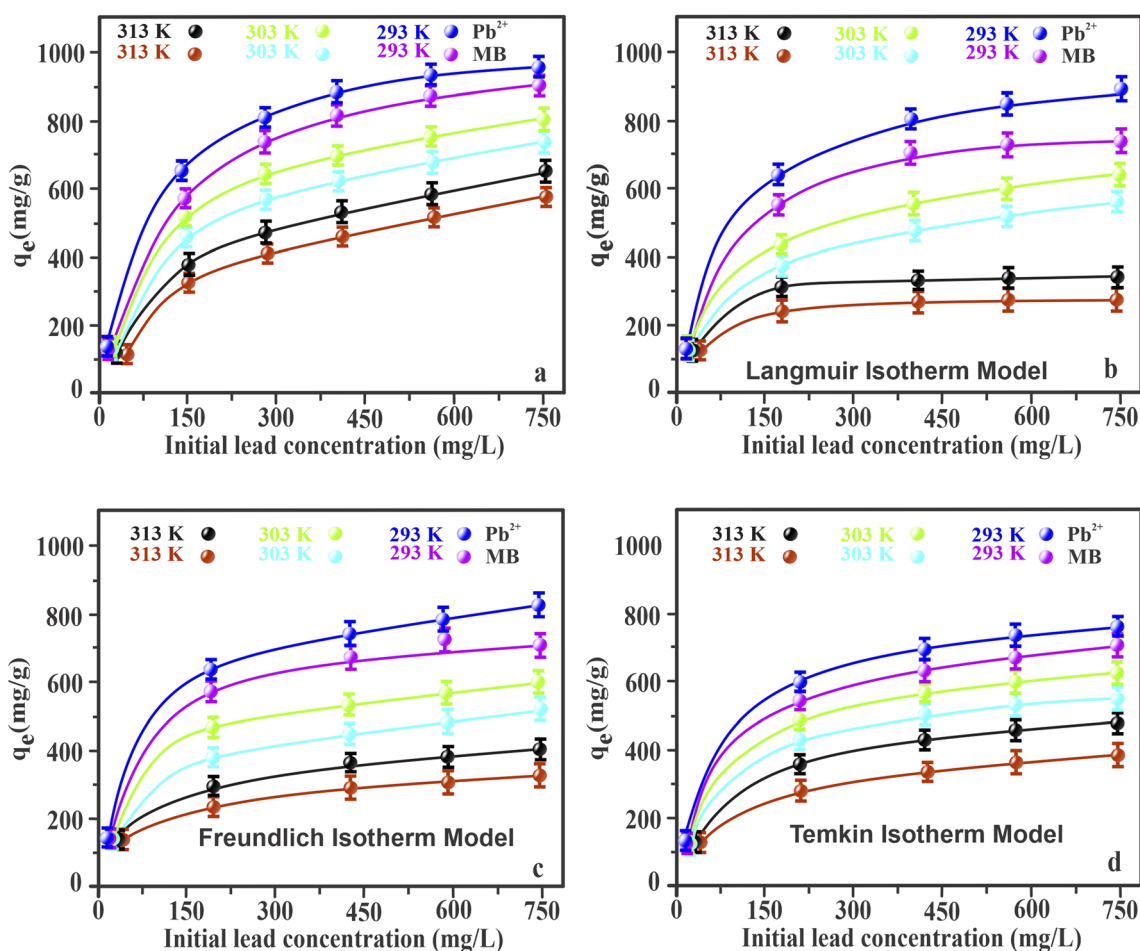 313 K 303 K 293 K Pb²⁺
313 K 303 K 293 K MB
1000
800
600
400
200
0
qe(mg/g)
a
0 150 300 450 600 750
Initial lead concentration (mg/L)
313 K 303 K 293 K Pb²⁺
313 K 303 K 293 K MB
1000
800
600
400
200
0
qe(mg/g)
Langmuir Isotherm Model b
0 150 300 450 600 750
Initial lead concentration (mg/L)
313 K 303 K 293 K Pb²⁺
313 K 303 K 293 K MB
1000
800
600
400
200
0
qe(mg/g)
Freundlich Isotherm Model
c
0 150 300 450 600 750
Initial lead concentration (mg/L)
313 K 303 K 293 K Pb²⁺
313 K 303 K 293 K MB
1000
800
600
400
200
0
qe(mg/g)
Temkin Isotherm Model
d
0 150 300 450 600 750
Initial lead concentration (mg/L)